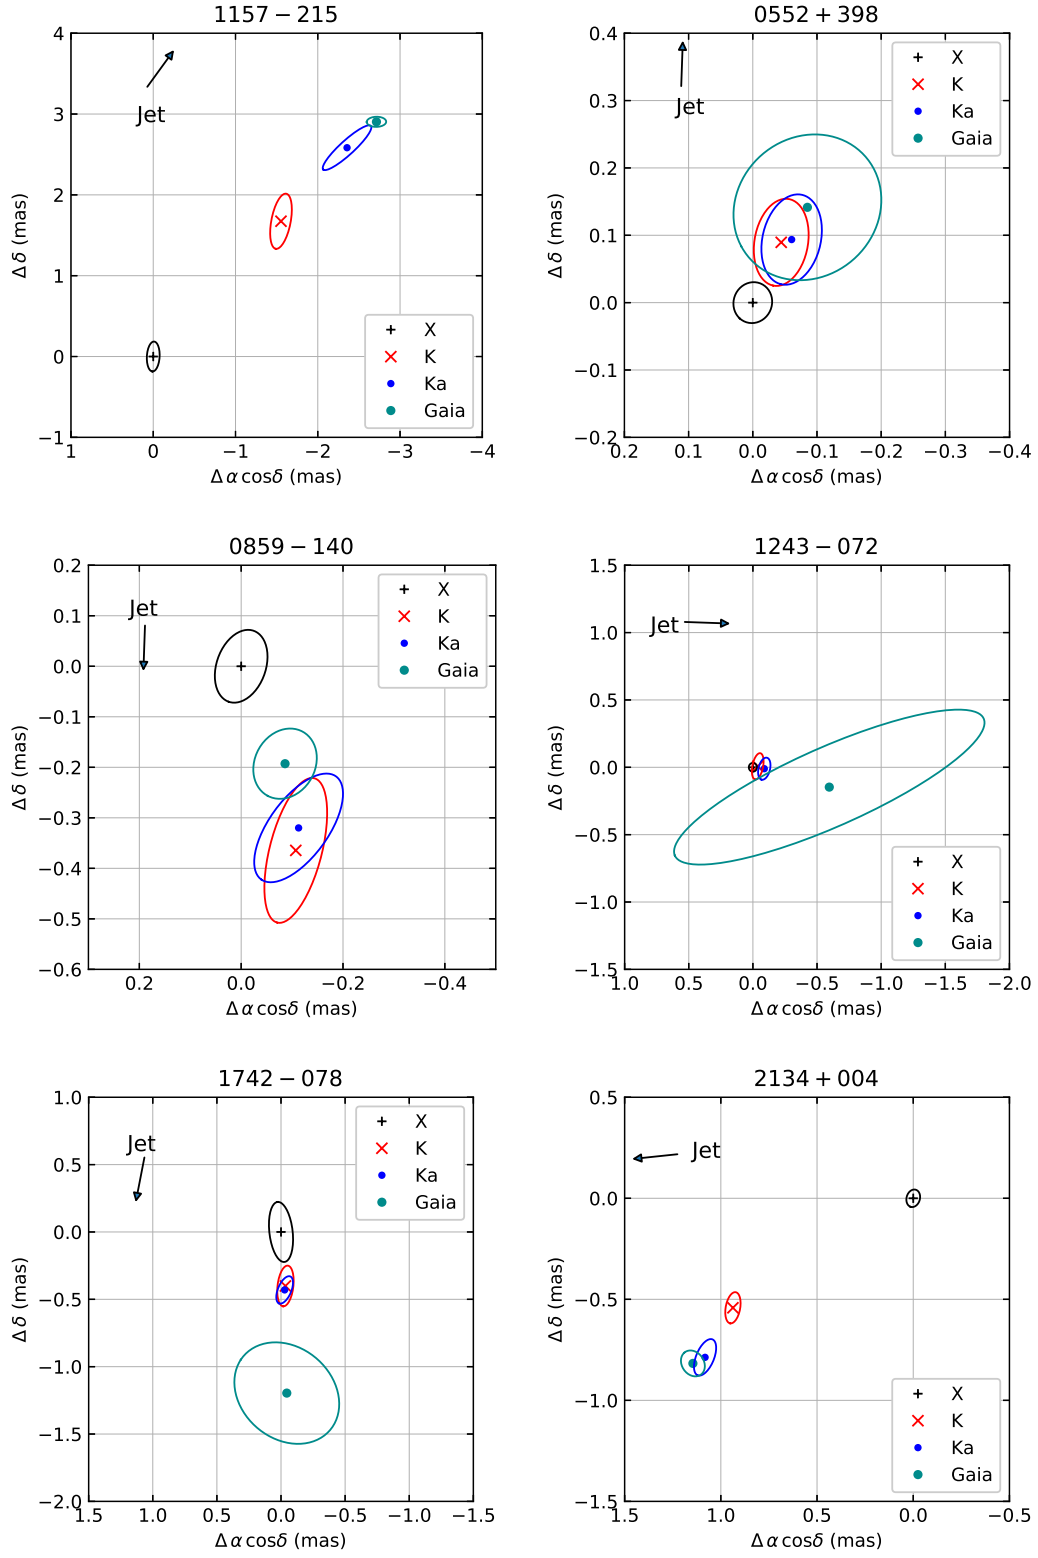 1157 − 215
4
3
2
1
0
−1
1
0
−1
−2
−3
−4
Δ δ (mas)
Δ α cosδ (mas)
Jet
X
K
Ka
Gaia
0552 + 398
0.4
0.3
0.2
0.1
0.0
−0.1
−0.2
0.2
0.1
0.0
−0.1
−0.2
−0.3
−0.4
Δ δ (mas)
Δ α cosδ (mas)
Jet
X
K
Ka
Gaia
0859 − 140
0.2
0.1
0.0
−0.1
−0.2
−0.3
−0.4
−0.5
−0.6
0.2
0.0
−0.2
−0.4
Δ δ (mas)
Δ α cosδ (mas)
Jet
X
K
Ka
Gaia
1243 − 072
1.5
1.0
0.5
0.0
−0.5
−1.0
−1.5
1.0
0.5
0.0
−0.5
−1.0
−1.5
−2.0
Δ δ (mas)
Δ α cosδ (mas)
Jet
X
K
Ka
Gaia
1742 − 078
1.0
0.5
0.0
−0.5
−1.0
−1.5
−2.0
1.5
1.0
0.5
0.0
−0.5
−1.0
−1.5
Δ δ (mas)
Δ α cosδ (mas)
Jet
X
K
Ka
Gaia
2134 + 004
0.5
0.0
−0.5
−1.0
−1.5
1.5
1.0
0.5
0.0
−0.5
Δ δ (mas)
Δ α cosδ (mas)
Jet
X
K
Ka
Gaia